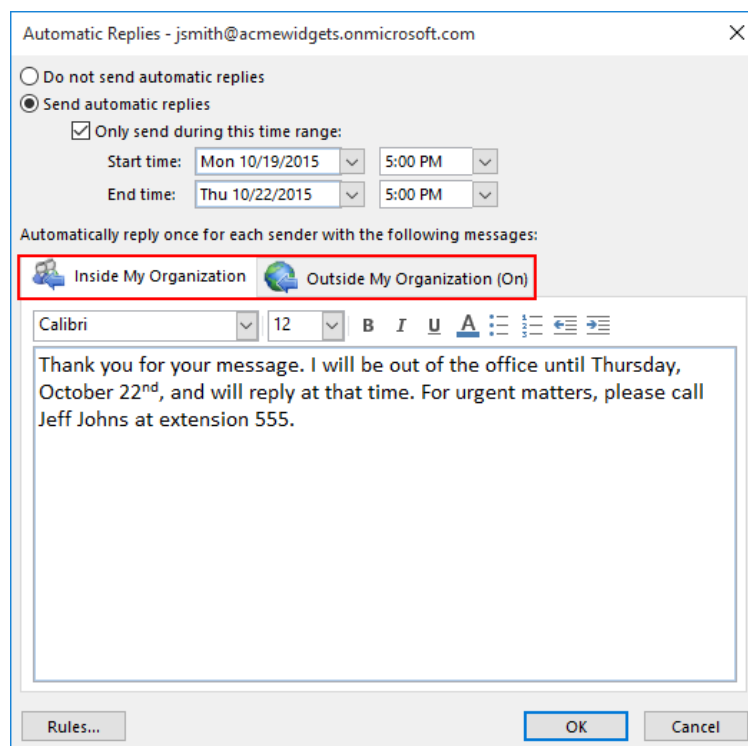 Automatic Replies - jsmith@acmewidgets.onmicrosoft.com
Do not send automatic replies
Send automatic replies
Only send during this time range:
Start time: Mon 10/19/2015 5:00 PM
End time: Thu 10/22/2015 5:00 PM
Automatically reply once for each sender with the following messages:
Inside My Organization Outside My Organization (On)
Calibri 12 B I U A
Thank you for your message. I will be out of the office until Thursday,
October 22nd, and will reply at that time. For urgent matters, please call
Jeff Johns at extension 555.
Rules... OK Cancel